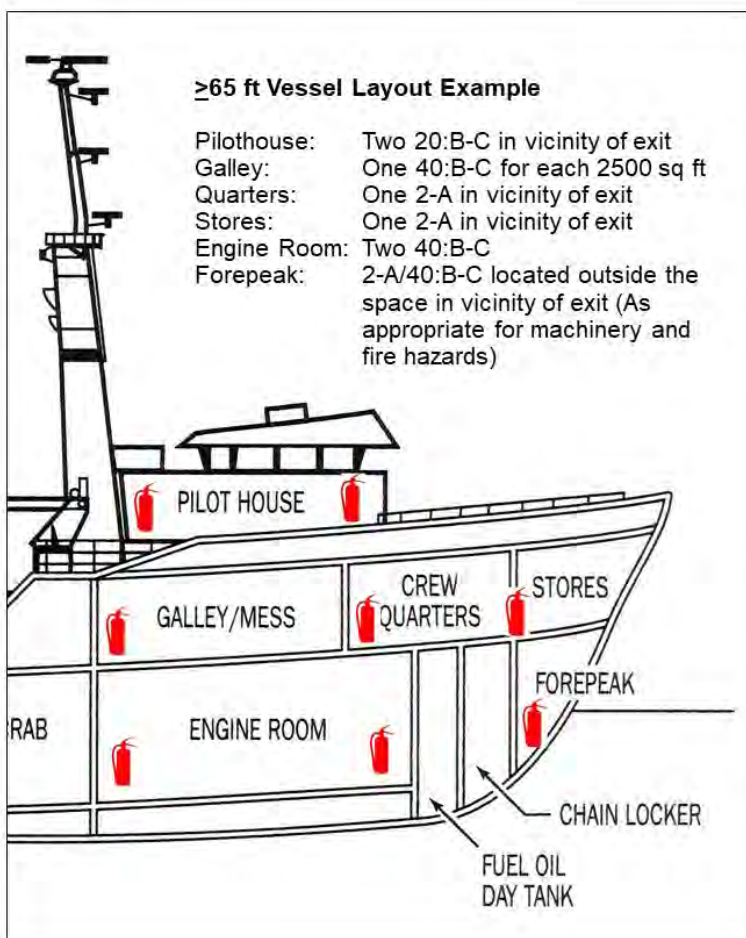 ≥65 ft Vessel Layout Example
Pilothouse: Two 20:B-C in vicinity of exit
Galley: One 40:B-C for each 2500 sq ft
Quarters: One 2-A in vicinity of exit
Stores: One 2-A in vicinity of exit
Engine Room: Two 40:B-C
Forepeak: 2-A/40:B-C located outside the
space in vicinity of exit (As
appropriate for machinery and
fire hazards)
PILOT HOUSE
GALLEY/MESS
CREW
QUARTERS
STORES
RAB
ENGINE ROOM
FOREPEAK
CHAIN LOCKER
FUEL OIL
DAY TANK